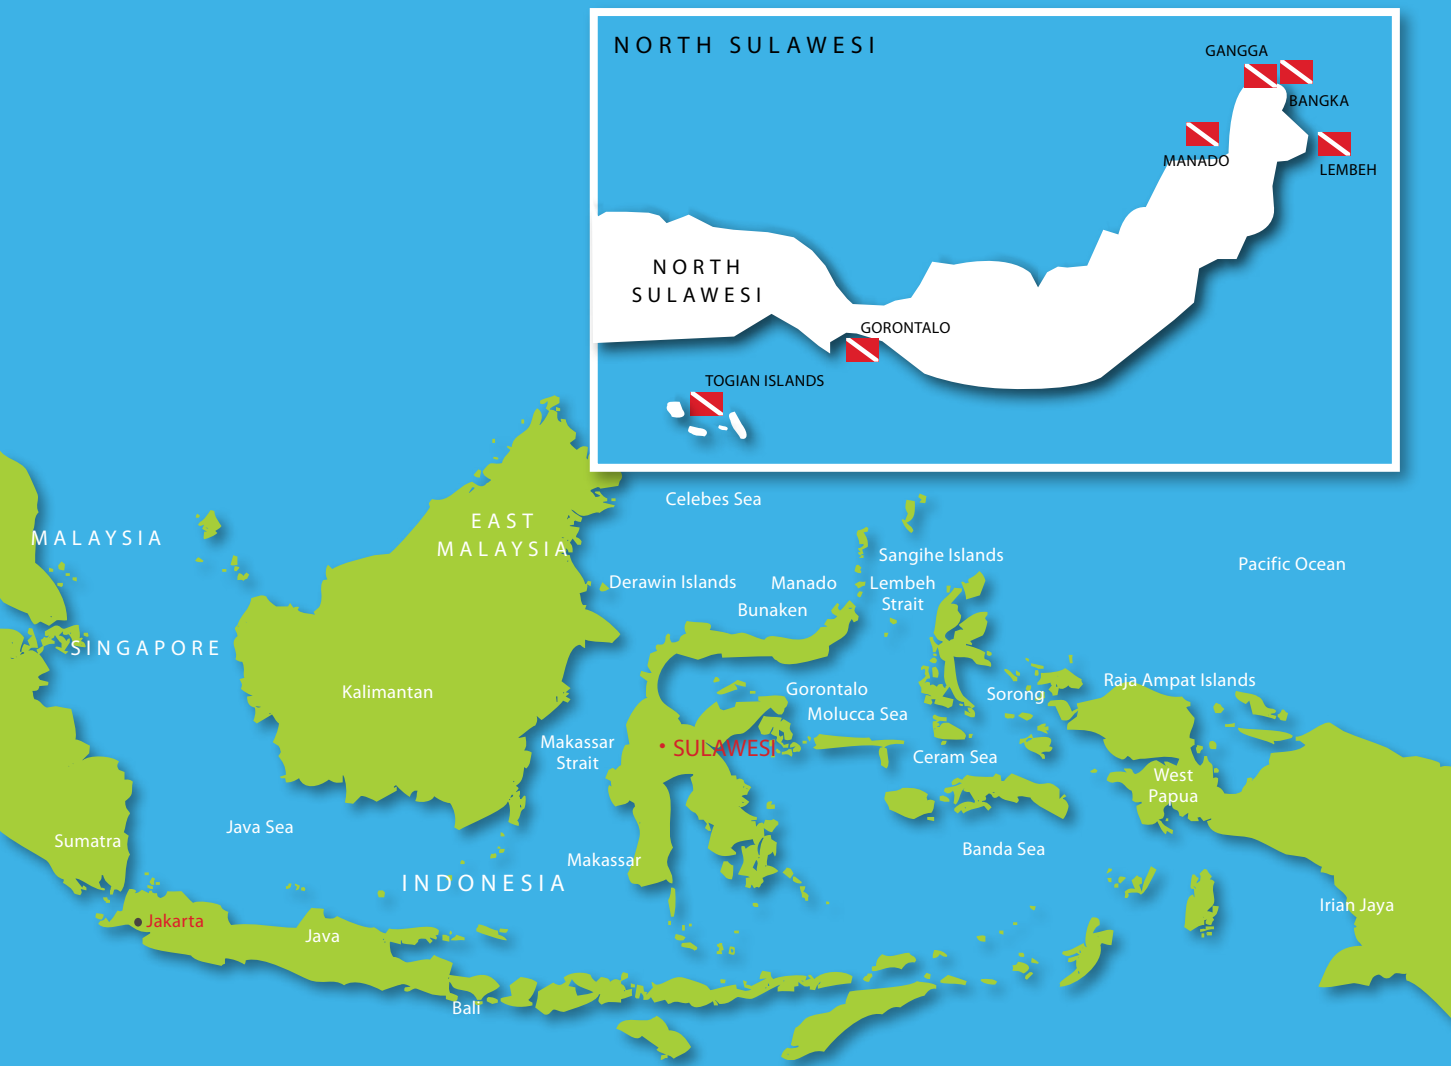 NORTH SULAWESI
GANGGA
BANGKA
MANADO
LEMBEH
NORTH
SULAWESI
GORONTALO
TOGIAN ISLANDS
Celebes Sea
EAST
MALAYSIA
MALAYSIA
Sangihe Islands
Pacific Ocean
Derawin Islands
Manado
Lembeh
Strait
Bunaken
SINGAPORE
Kalimantan
Gorontalo
Sorong
Raja Ampat Islands
Molucca Sea
Makassar
Strait
SULAWESI
Ceram Sea
West
Papua
Java Sea
Sumatra
Banda Sea
Makassar
INDONESIA
Irian Jaya
Jakarta
Java
Bali